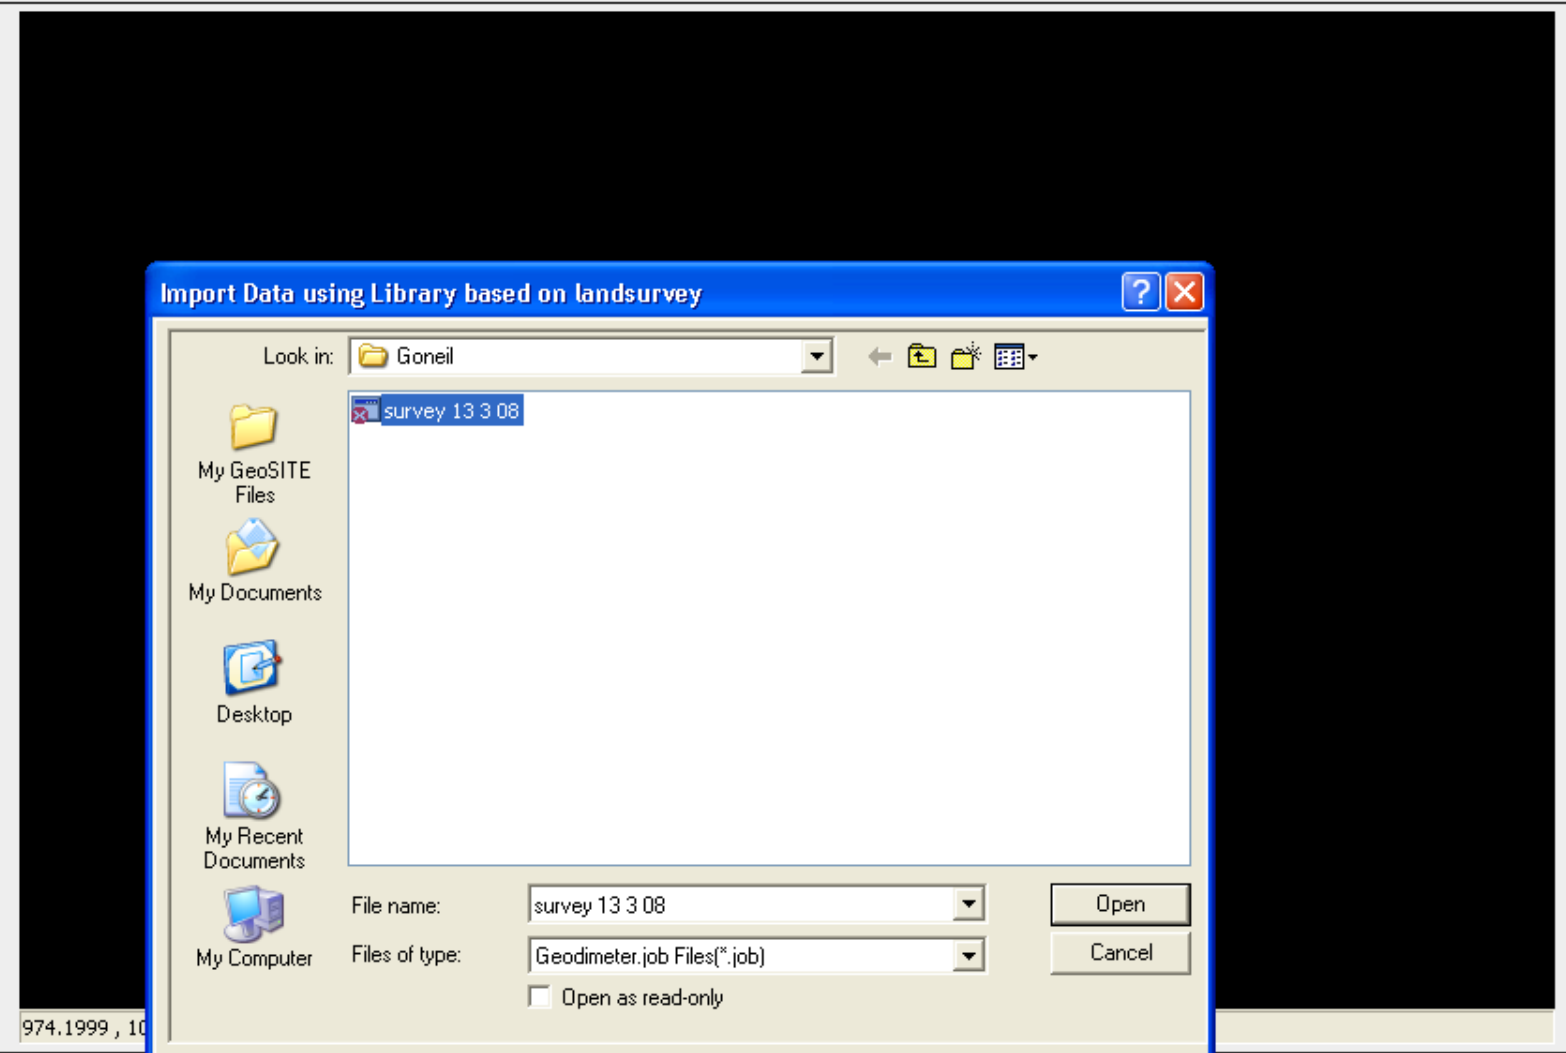 Import Data using Library based on landsurvey
Look in:
Goneil
survey 13 3 08
My GeoSITE
Files
My Documents
Desktop
My Recent
Documents
My Computer
File name:
survey 13 3 08
Open
Files of type:
Geodimeter.job Files(*.job)
Cancel
Open as read-only
974.1999 , 10